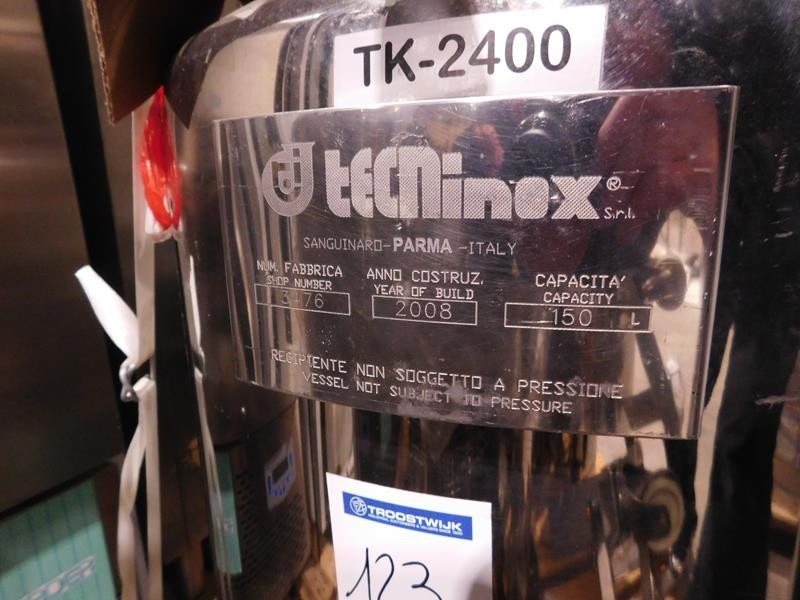 TK-2400
TECNinox® S.r.l.
SANGUINARO-PARMA-ITALY
NUM. FABBRICA
SHOP NUMBER
3476
ANNO COSTRUZ.
YEAR OF BUILD
2008
CAPACITA'
CAPACITY
150 L
RECIPIENTE NON SOGGETTO A PRESSIONE
VESSEL NOT SUBJECT TO PRESSURE
TROOSTWIJK
123